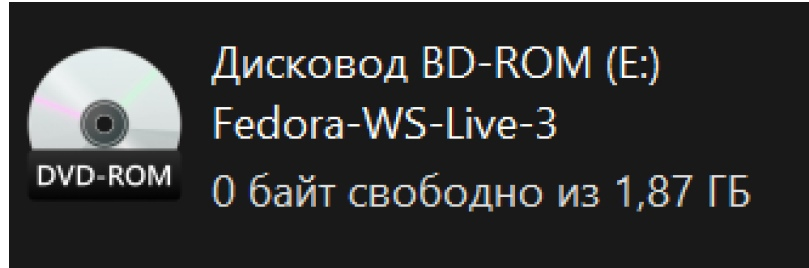 Дисковод BD-ROM (E:)
Fedora-WS-Live-3
DVD-ROM
0 байт свободно из 1,87 ГБ